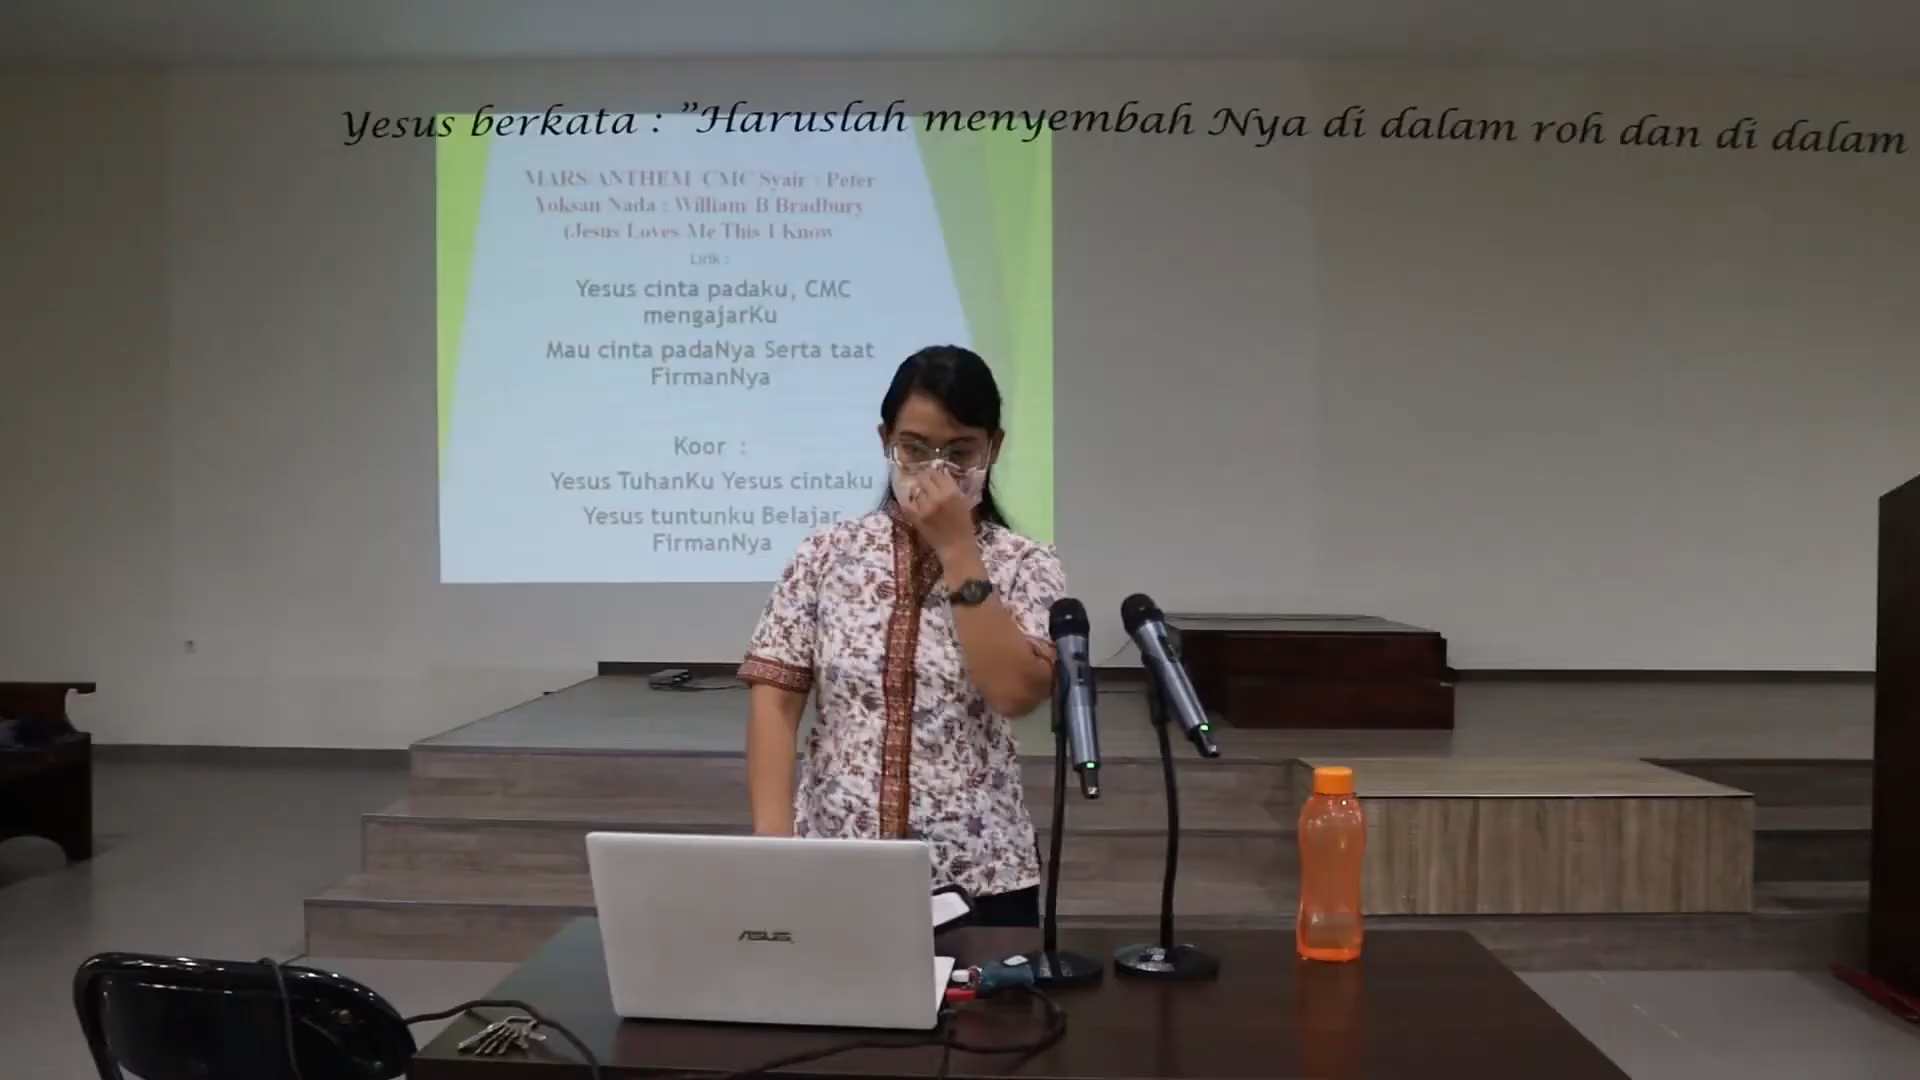 Yesus berkata : "Haruslah menyembah Nya di dalam roh dan di dalam
MARS/ANTHEM CMC Syair : Peter
Yoksan Nada : William B Bradbury
(Jesus Loves Me This I Know
Lirik :
Yesus cinta padaku, CMC
mengajarKu
Mau cinta padaNya Serta taat
FirmanNya
Koor :
Yesus TuhanKu Yesus cintaku
Yesus tuntunku Belajar
FirmanNya
ASUS